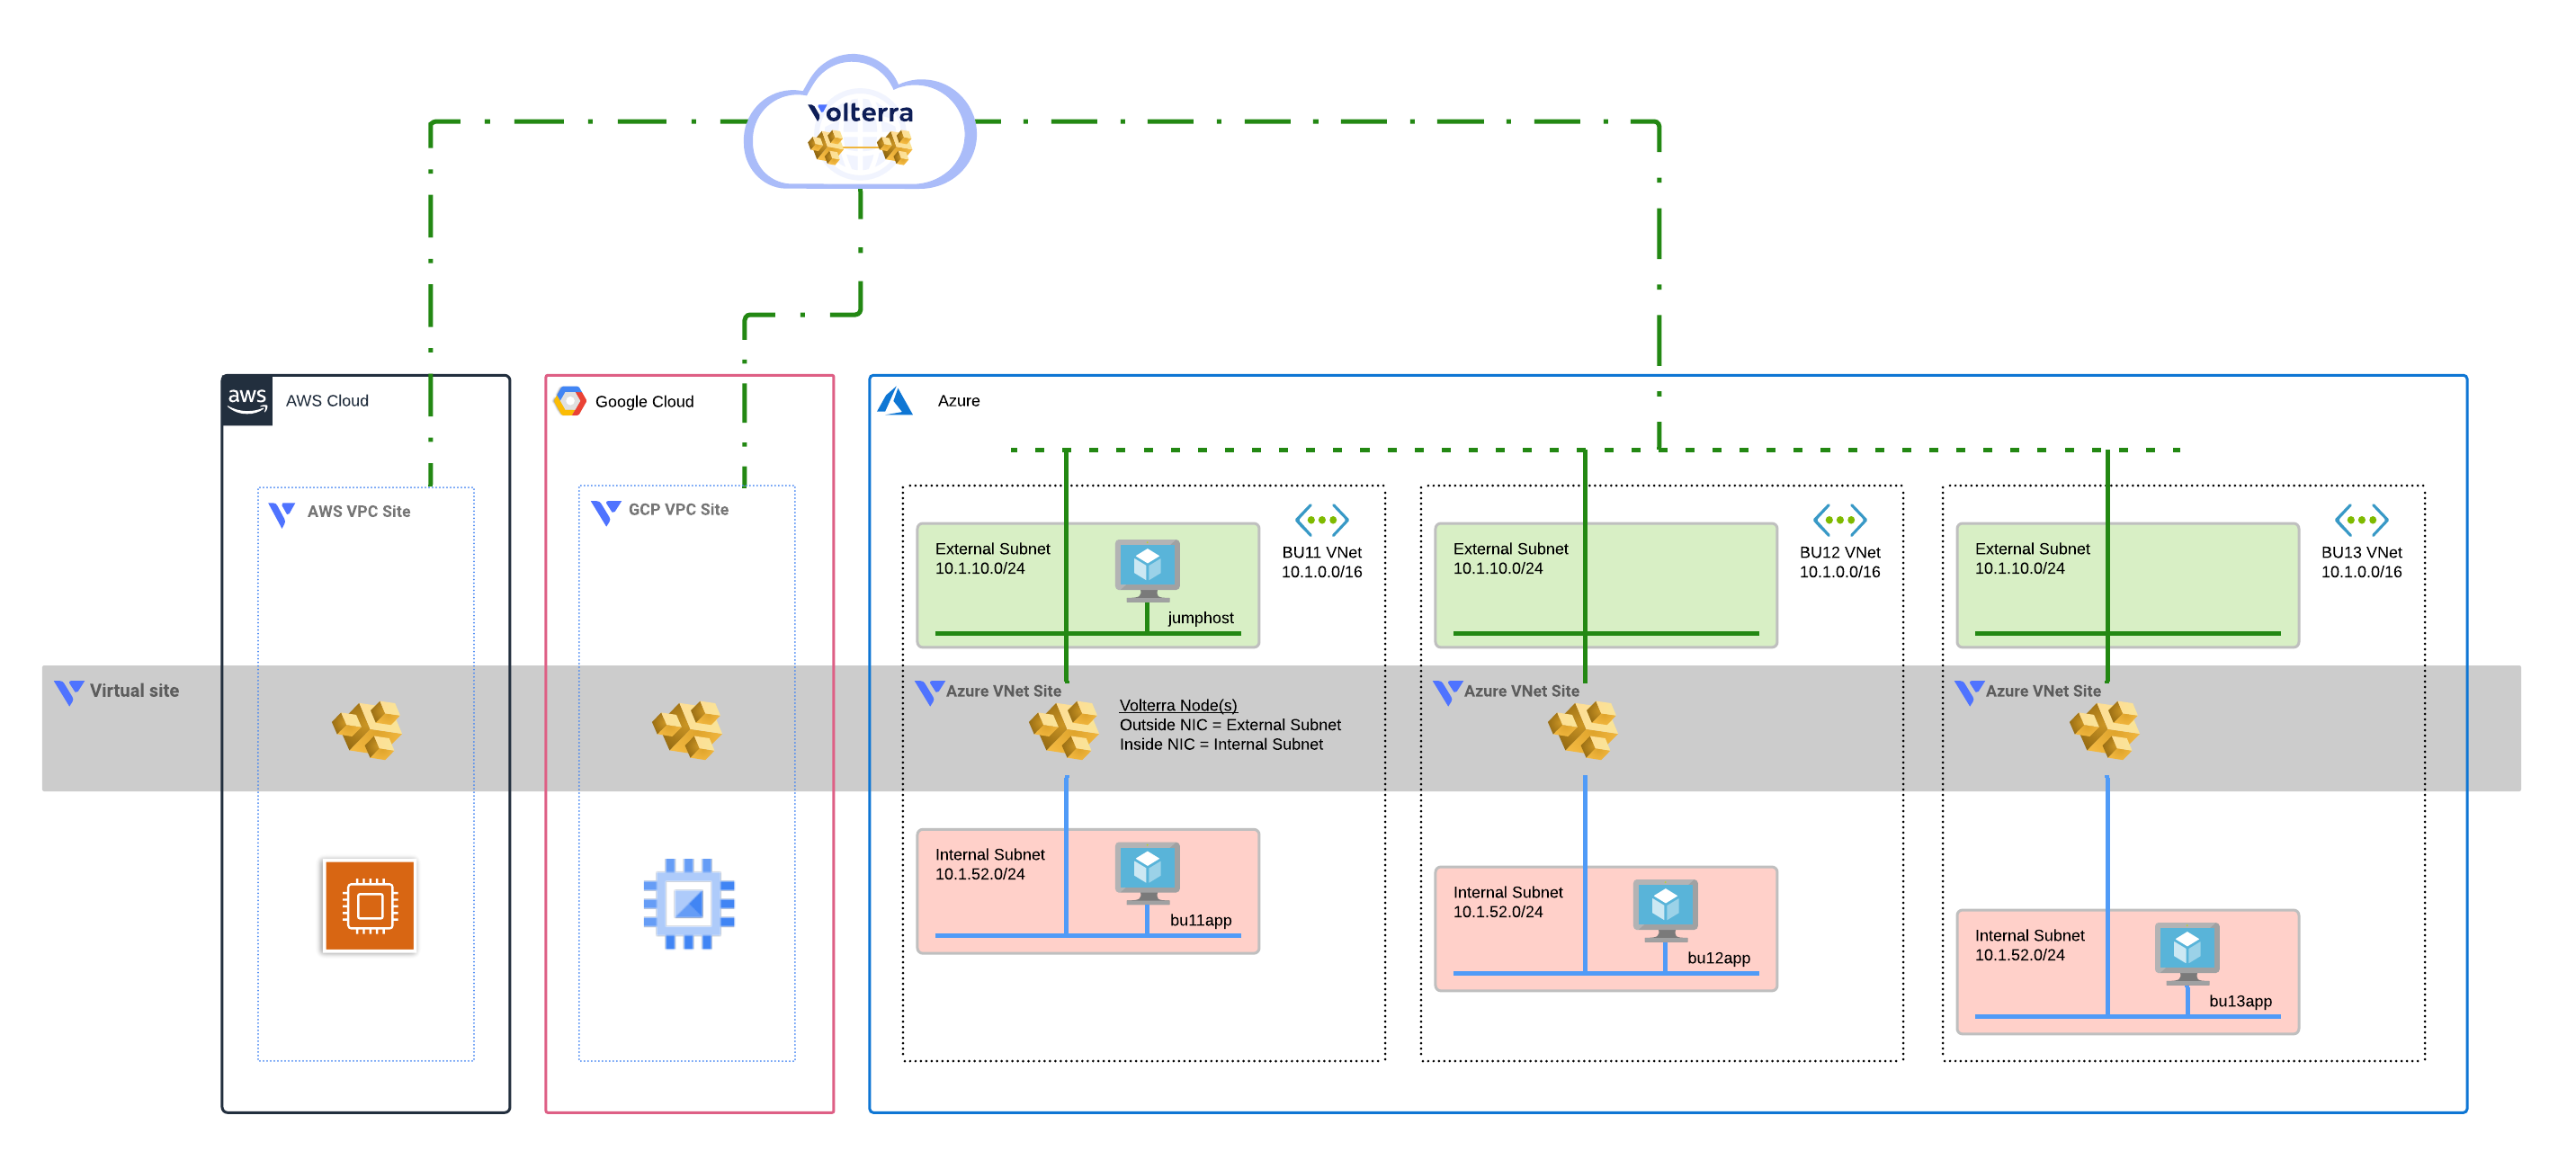 Volterra
aws
AWS Cloud
Google Cloud
Azure
AWS VPC Site
GCP VPC Site
External Subnet
10.1.10.0/24
jumphost
BU11 VNet
10.1.0.0/16
External Subnet
10.1.10.0/24
BU12 VNet
10.1.0.0/16
External Subnet
10.1.10.0/24
BU13 VNet
10.1.0.0/16
Virtual site
Azure VNet Site
Volterra Node(s)
Outside NIC = External Subnet
Inside NIC = Internal Subnet
Azure VNet Site
Azure VNet Site
Internal Subnet
10.1.52.0/24
bu11app
Internal Subnet
10.1.52.0/24
bu12app
Internal Subnet
10.1.52.0/24
bu13app